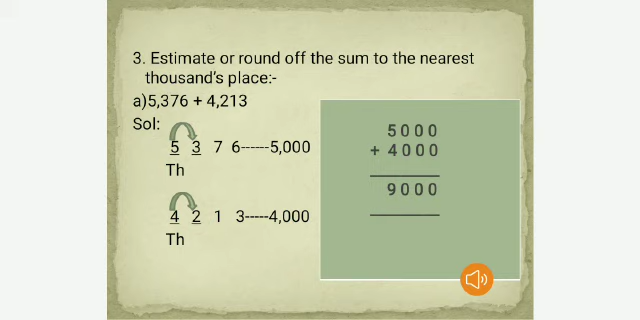 3. Estimate or round off the sum to the nearest
thousand's place:-
a)5,376 + 4,213
Sol:
5 3 7 6------5,000
Th
4 2 1 3-----4,000
Th
5000
+ 4000
9000